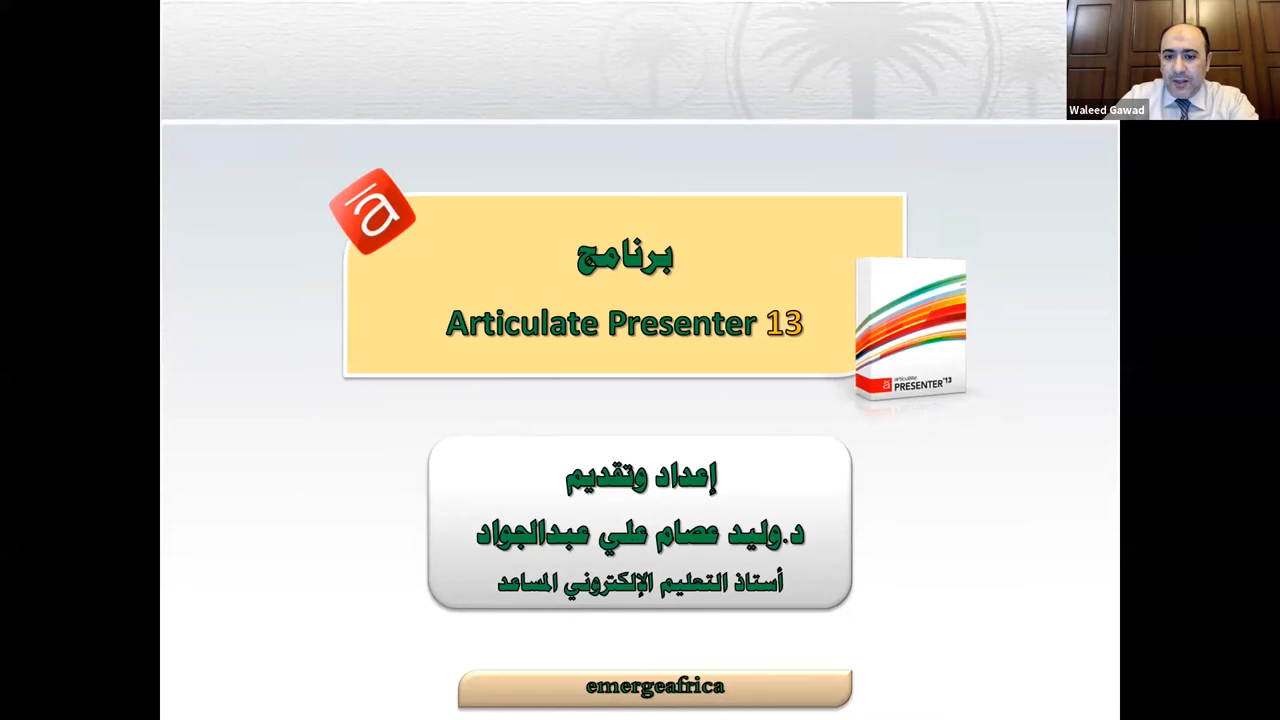 Waleed Gawad
برنامج
Articulate Presenter 13
articulate
PRESENTER'13
إعداد وتقديم
د.وليد عصام علي عبدالجواد
أستاذ التعليم الإلكتروني المساعد
emergeafrica